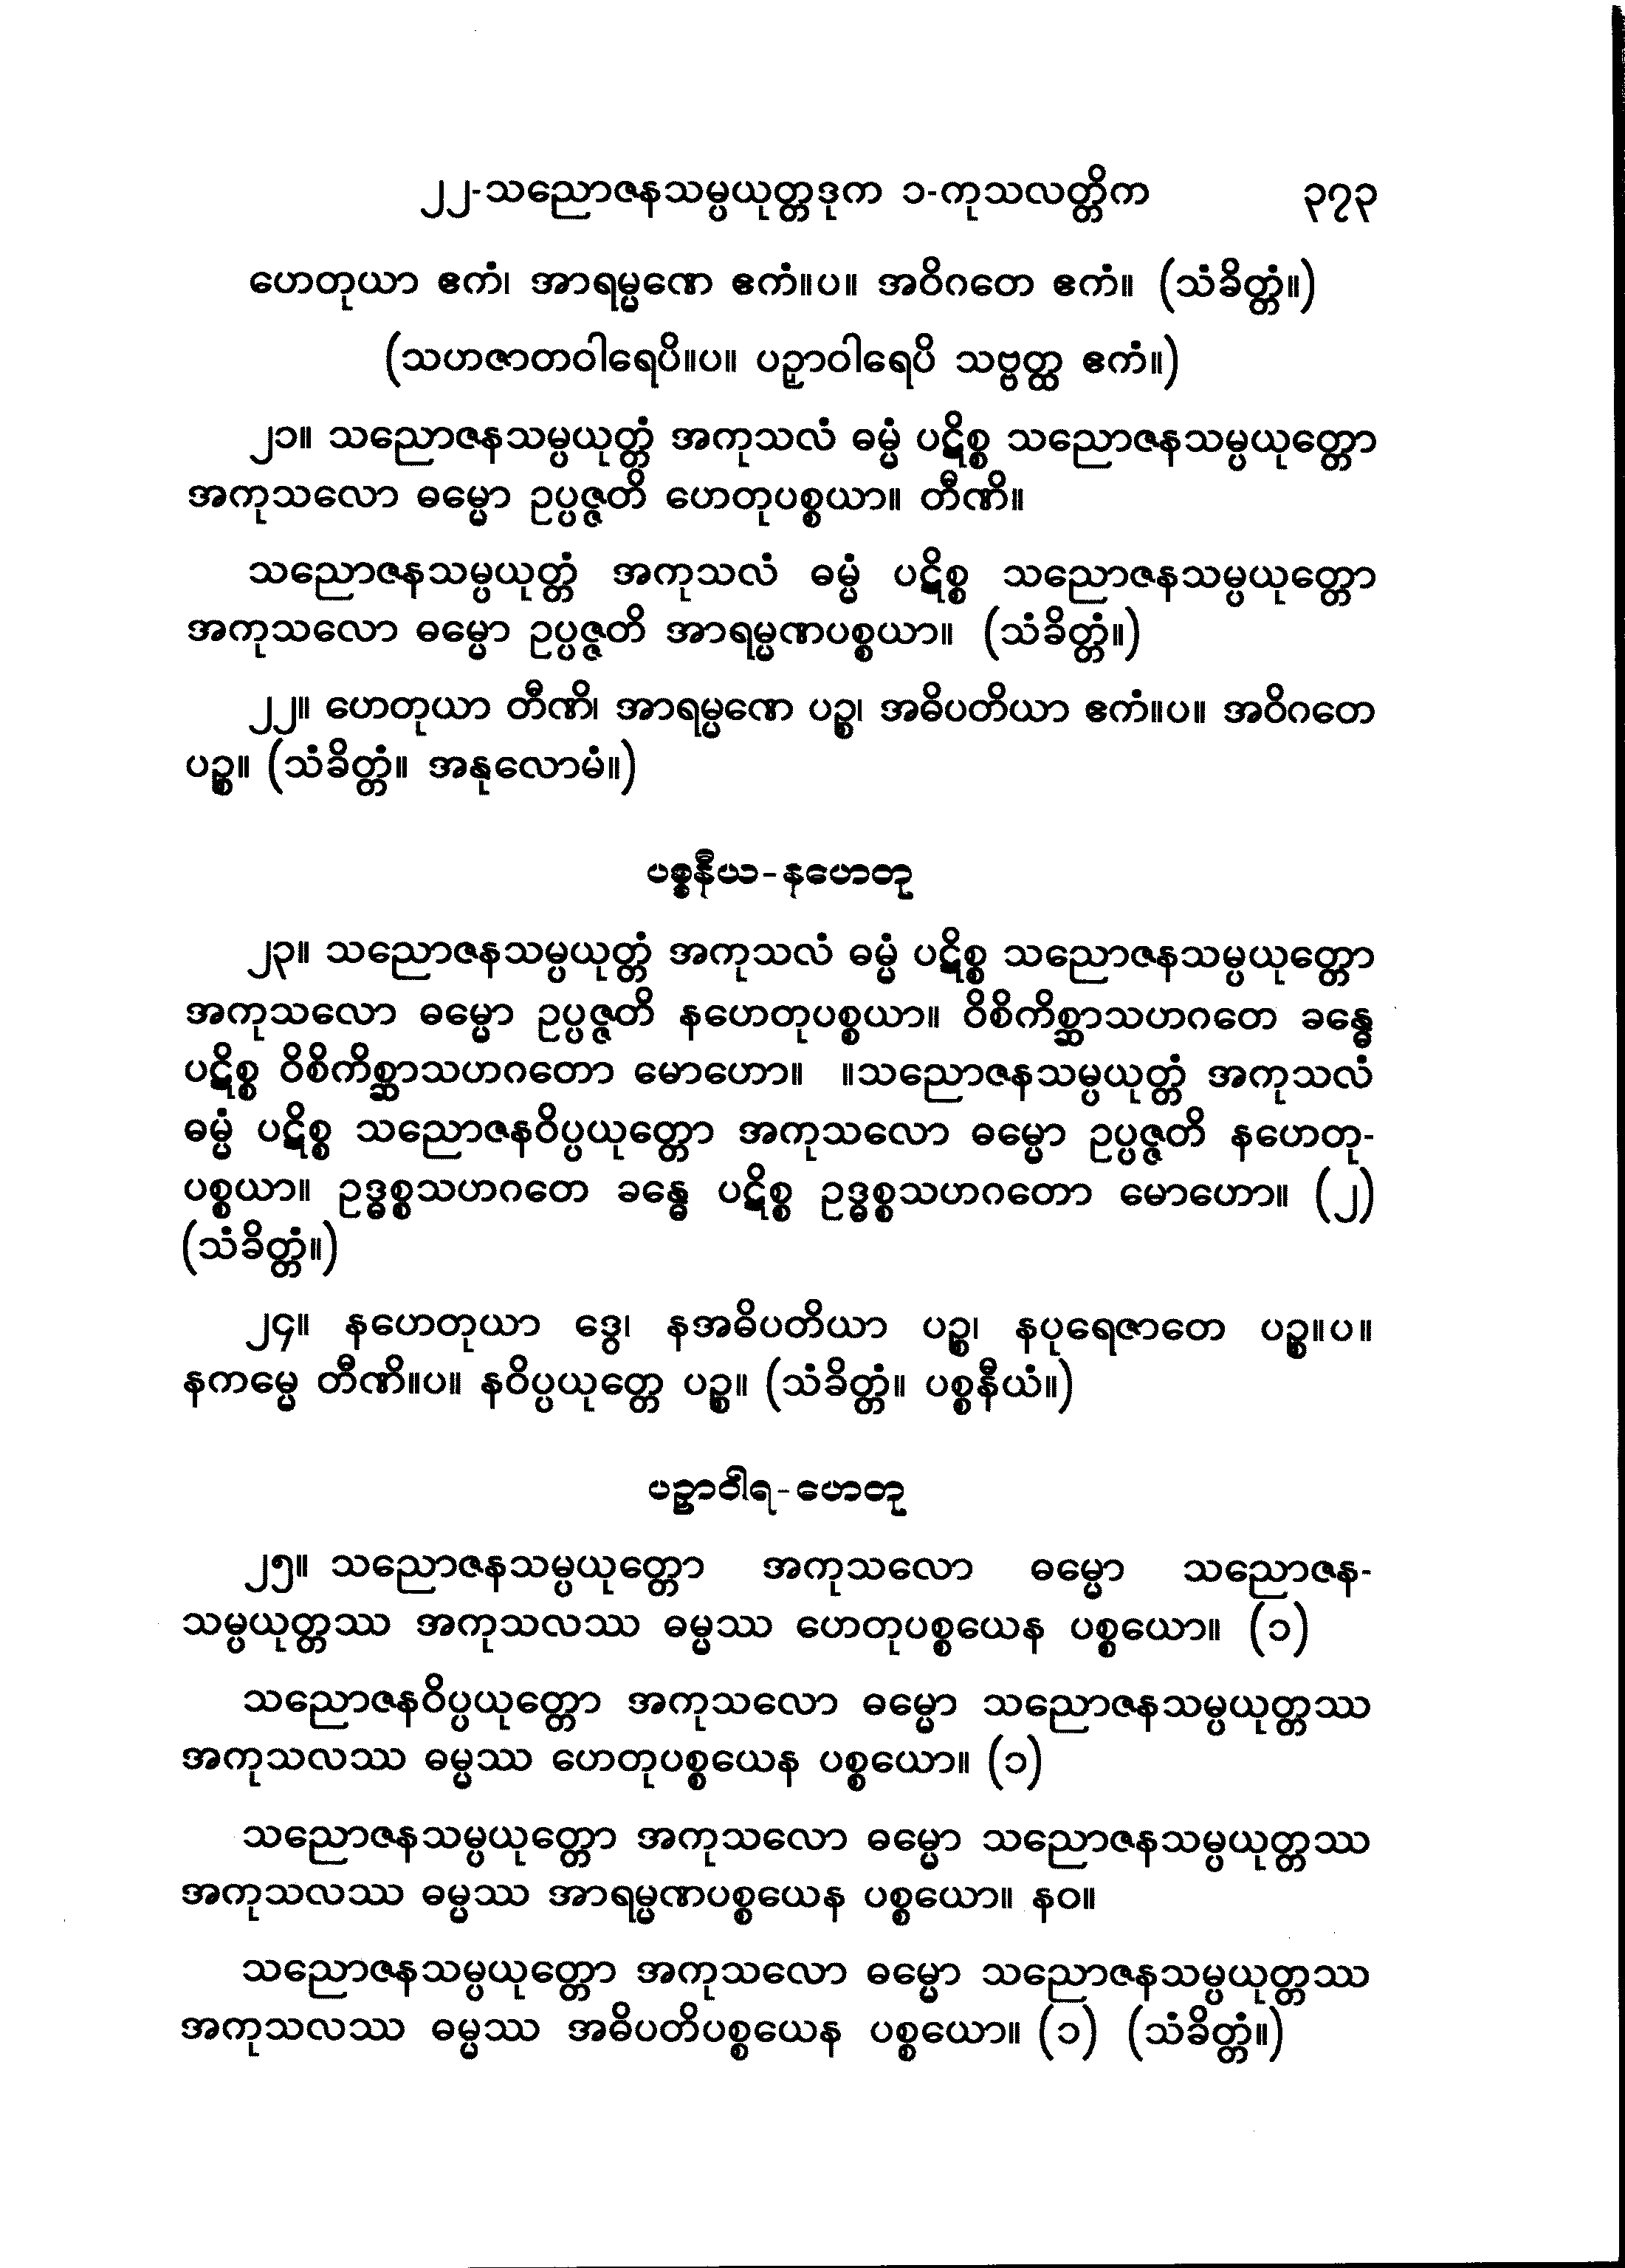 ၂၂-သညောဇနသမ္ပယုတ္တဒုက ၁-ကုသလတ္တိက ၃၇၃
ဟေတုယာ ဧကံ၊ အာရမ္မဏေ ဧကံ။ပ။ အဝိဂတေ ဧကံ။ (သံခိတ္တံ။)
(သဟဇာတဝါရေပိ။ပ။ ပဉှာဝါရေပိ သဗ္ဗတ္ထ ဧကံ။)
၂၁။ သညောဇနသမ္ပယုတ္တံ အကုသလံ ဓမ္မံ ပဋိစ္စ သညောဇနသမ္ပယုတ္တော
အကုသလော ဓမ္မော ဥပ္ပဇ္ဇတိ ဟေတုပစ္စယာ။ တီဏိ။
သညောဇနသမ္ပယုတ္တံ အကုသလံ ဓမ္မံ ပဋိစ္စ သညောဇနသမ္ပယုတ္တော
အကုသလော ဓမ္မော ဥပ္ပဇ္ဇတိ အာရမ္မဏပစ္စယာ။ (သံခိတ္တံ။)
၂၂။ ဟေတုယာ တီဏိ၊ အာရမ္မဏေ ပဉ္စ၊ အဓိပတိယာ ဧကံ။ပ။ အဝိဂတေ
ပဉ္စ။ (သံခိတ္တံ။ အနုလောမံ။)
ပစ္စနီယ-နဟေတု
၂၃။ သညောဇနသမ္ပယုတ္တံ အကုသလံ ဓမ္မံ ပဋိစ္စ သညောဇနသမ္ပယုတ္တော
အကုသလော ဓမ္မော ဥပ္ပဇ္ဇတိ နဟေတုပစ္စယာ။ ဝိစိကိစ္ဆာသဟဂတေ ခန္ဓေ
ပဋိစ္စ ဝိစိကိစ္ဆာသဟဂတော မောဟော။ ။သညောဇနသမ္ပယုတ္တံ အကုသလံ
ဓမ္မံ ပဋိစ္စ သညောဇနဝိပ္ပယုတ္တော အကုသလော ဓမ္မော ဥပ္ပဇ္ဇတိ နဟေတု-
ပစ္စယာ။ ဥဒ္ဓစ္စသဟဂတေ ခန္ဓေ ပဋိစ္စ ဥဒ္ဓစ္စသဟဂတော မောဟော။ (၂)
(သံခိတ္တံ။)
၂၄။ နဟေတုယာ ဒွေ၊ နအဓိပတိယာ ပဉ္စ၊ နပုရေဇာတေ ပဉ္စ။ပ။
နကမ္မေ တီဏိ။ပ။ နဝိပ္ပယုတ္တေ ပဉ္စ။ (သံခိတ္တံ။ ပစ္စနီယံ။)
ပဉှာဝါရ-ဟေတု
၂၅။ သညောဇနသမ္ပယုတ္တော အကုသလော ဓမ္မော သညောဇန-
သမ္ပယုတ္တဿ အကုသလဿ ဓမ္မဿ ဟေတုပစ္စယေန ပစ္စယော။ (၁)
သညောဇနဝိပ္ပယုတ္တော အကုသလော ဓမ္မော သညောဇနသမ္ပယုတ္တဿ
အကုသလဿ ဓမ္မဿ ဟေတုပစ္စယေန ပစ္စယော။ (၁)
သညောဇနသမ္ပယုတ္တော အကုသလော ဓမ္မော သညောဇနသမ္ပယုတ္တဿ
အကုသလဿ ဓမ္မဿ အာရမ္မဏပစ္စယေန ပစ္စယော။ နဝ။
သညောဇနသမ္ပယုတ္တော အကုသလော ဓမ္မော သညောဇနသမ္ပယုတ္တဿ
အကုသလဿ ဓမ္မဿ အဓိပတိပစ္စယေန ပစ္စယော။ (၁) (သံခိတ္တံ။)